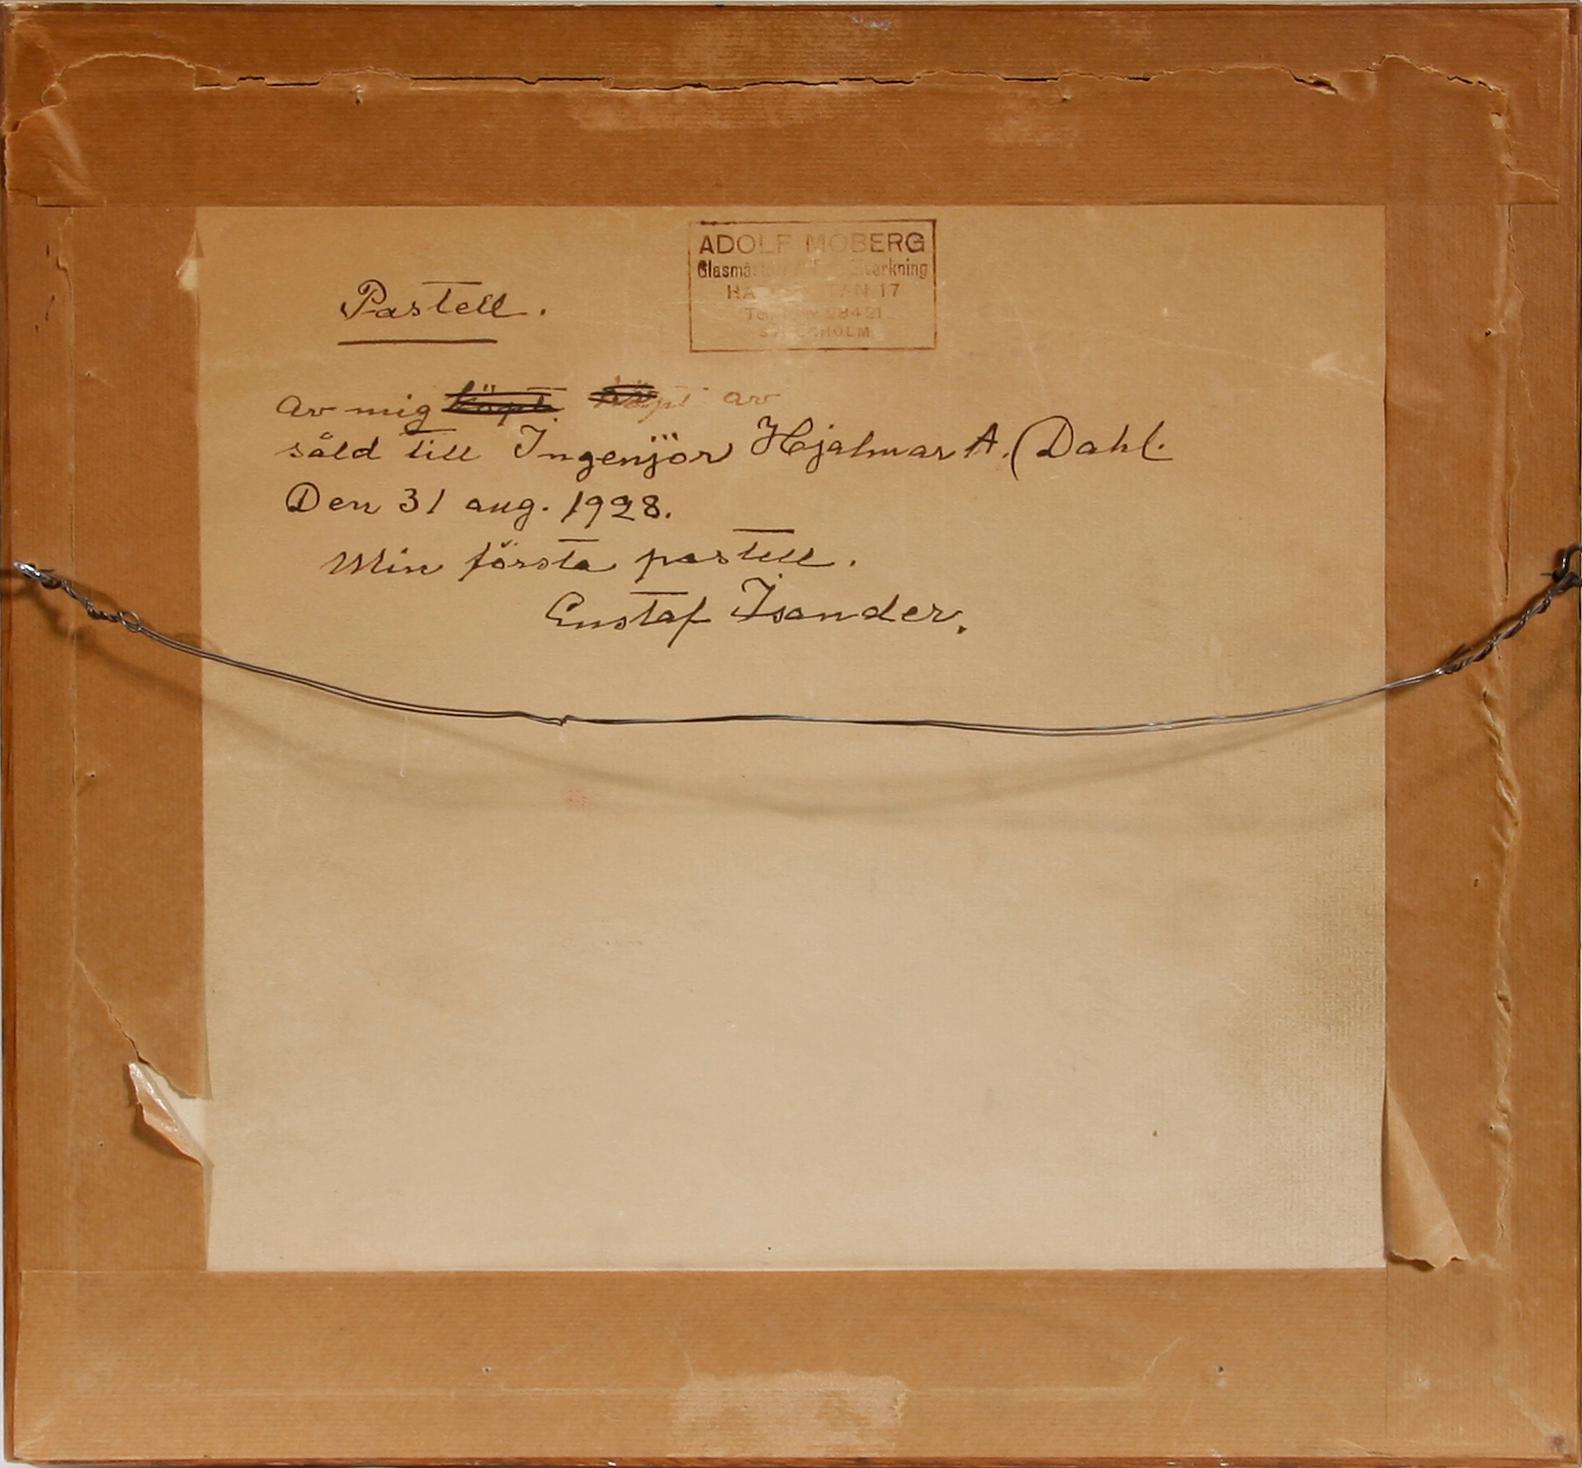 ADOLF MOBERG
17
Pastell.
av mig köpt av
såld till Ingenjör Hjalmar A. Dahl.
Den 31 aug. 1928.
Min första pastell.
Gustaf Isander.